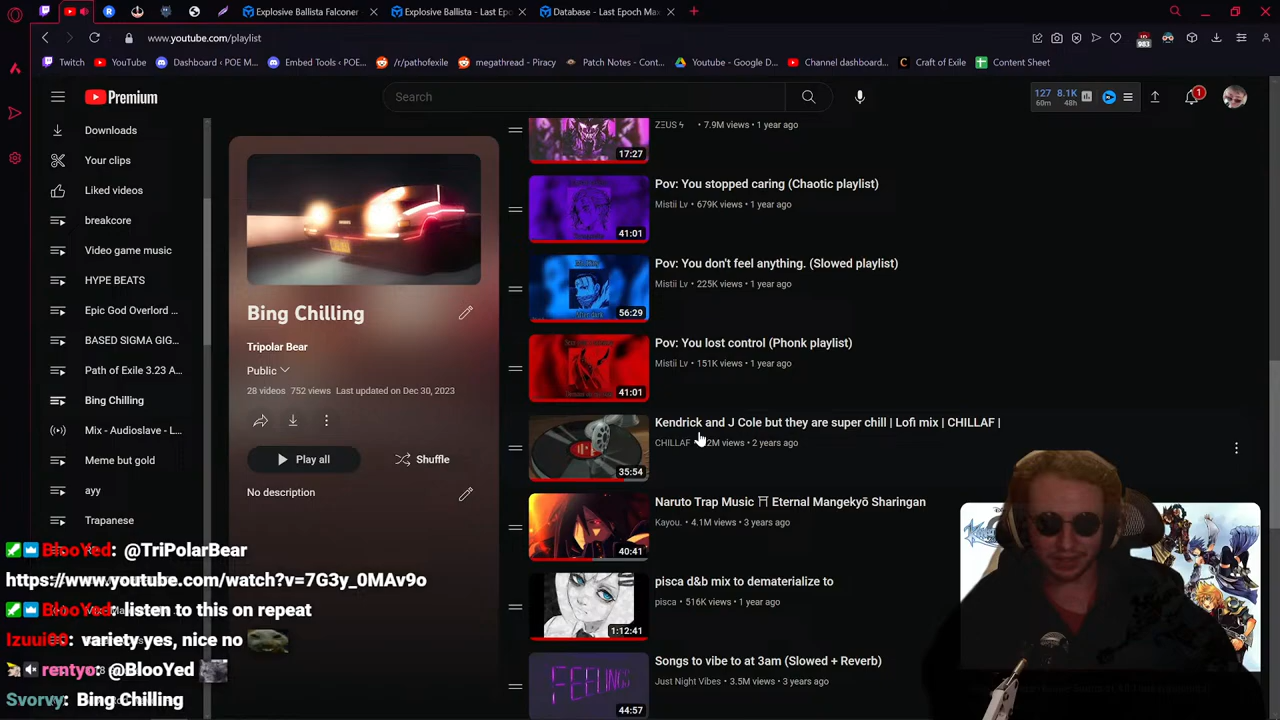 Explosive Ballista Falconer
Explosive Ballista - Last Epo
Database - Last Epoch Max
www.youtube.com/playlist
983
Twitch
YouTube
Dashboard ‹ POE M...
Embed Tools ‹ POE...
/r/pathofexile
megathread - Piracy
Patch Notes - Cont...
Youtube - Google D...
Channel dashboard...
Craft of Exile
Content Sheet
Premium
Search
127 8.1K
60m 48h
1
Downloads
Your clips
Liked videos
breakcore
Video game music
HYPE BEATS
Epic God Overlord ...
BASED SIGMA GIG...
Path of Exile 3.23 A...
Bing Chilling
Mix - Audioslave - L...
Meme but gold
ayy
Trapanese
Bing Chilling
Tripolar Bear
Public
28 videos 752 views Last updated on Dec 30, 2023
Play all
Shuffle
No description
17:27
7.9M views • 1 year ago
41:01
Pov: You stopped caring (Chaotic playlist)
Mistii Lv • 679K views • 1 year ago
56:29
Pov: You don't feel anything. (Slowed playlist)
Mistii Lv • 225K views • 1 year ago
41:01
Pov: You lost control (Phonk playlist)
Mistii Lv • 151K views • 1 year ago
35:54
Kendrick and J Cole but they are super chill | Lofi mix | CHILLAF |
CHILLAF 2M views • 2 years ago
40:41
Naruto Trap Music ⛩ Eternal Mangekyō Sharingan
Kayou. • 4.1M views • 3 years ago
1:12:41
pisca d&b mix to dematerialize to
pisca • 516K views • 1 year ago
FEELINGS
44:57
Songs to vibe to at 3am (Slowed + Reverb)
Just Night Vibes • 3.5M views • 3 years ago
BlooYed: @TriPolarBear
https://www.youtube.com/watch?v=7G3y_0MAv9o
BlooYed: listen to this on repeat
Izuui00: variety yes, nice no
rentyo: @BlooYed
Svorvy: Bing Chilling